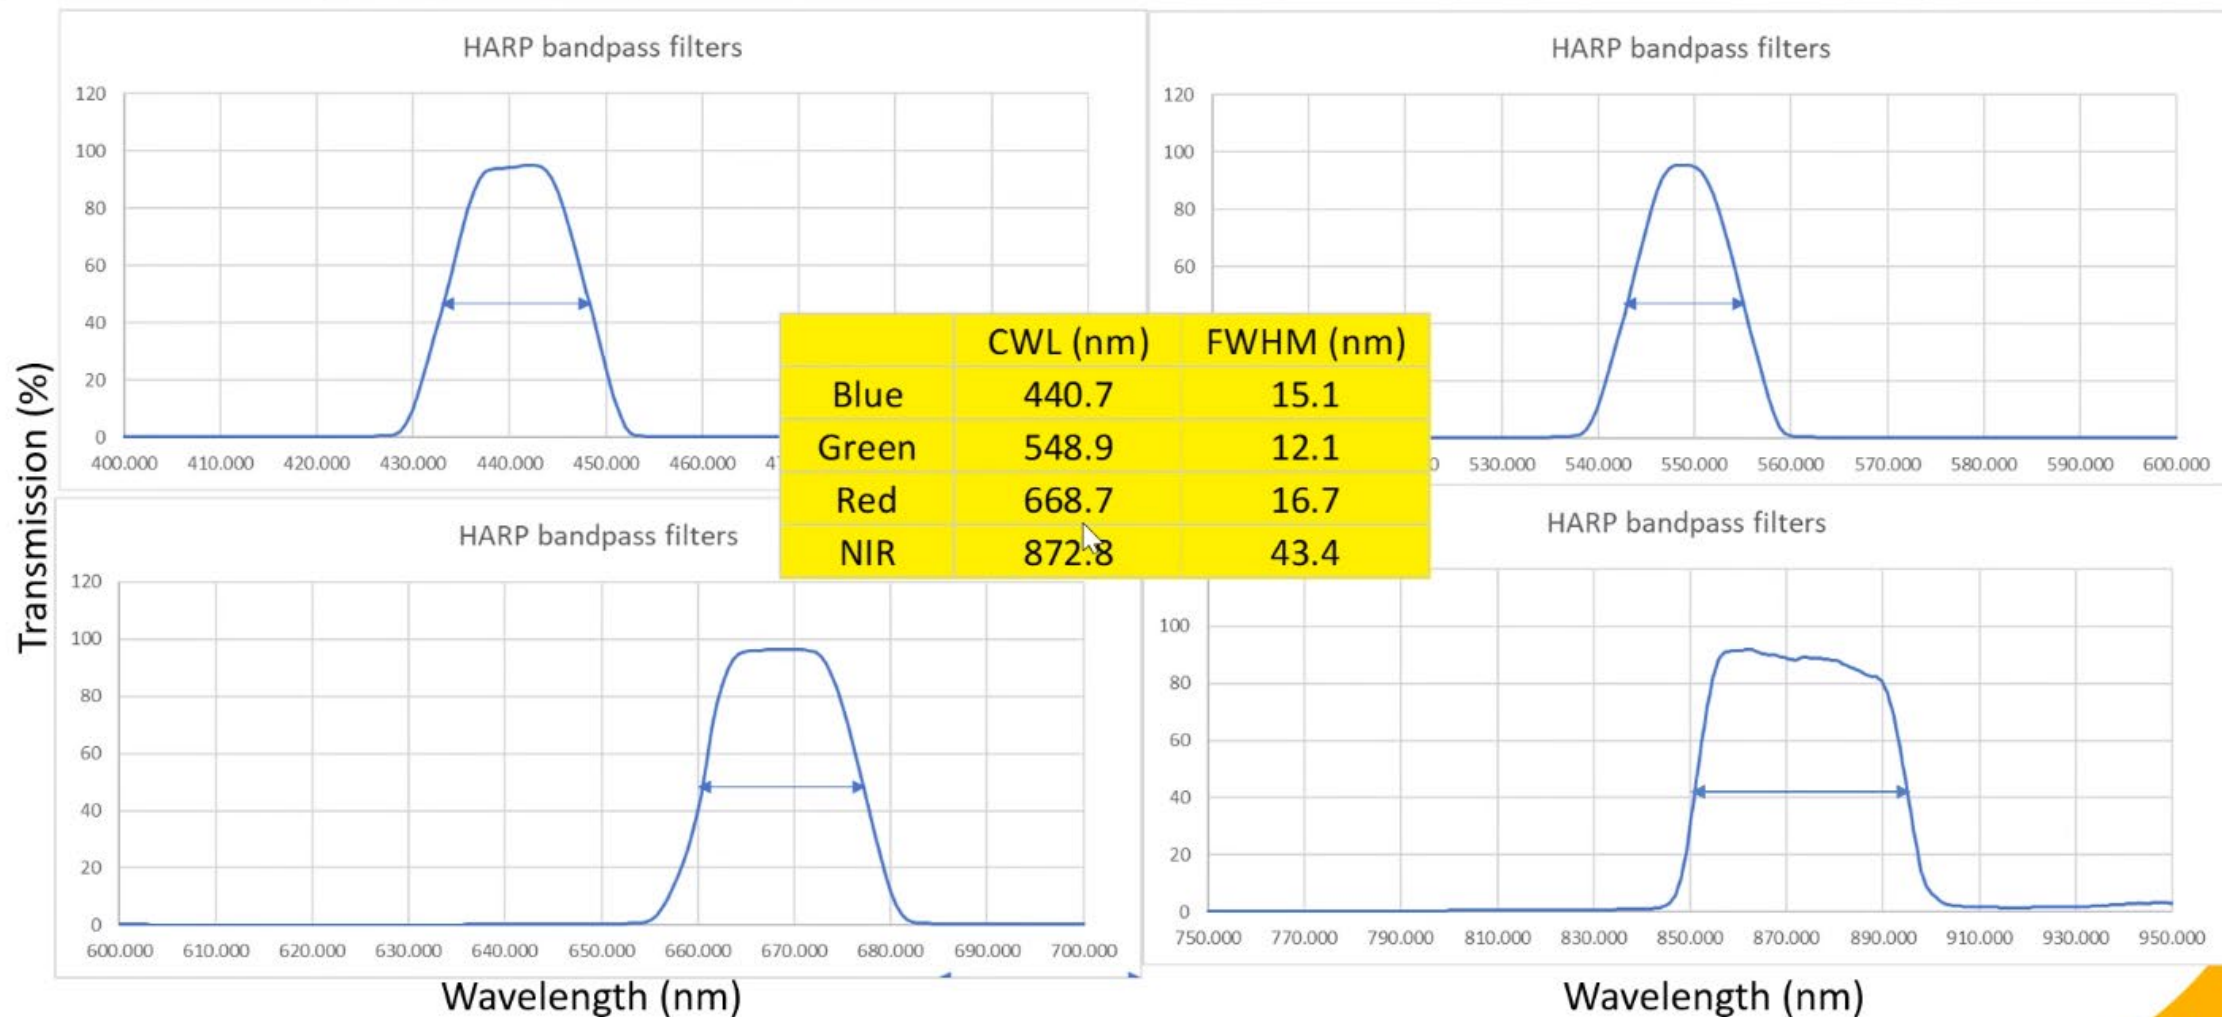 HARP bandpass filters
120
100
80
60
40
20
0
400.000 410.000 420.000 430.000 440.000 450.000 460.000
HARP bandpass filters
120
100
80
60
530.000 540.000 550.000 560.000 570.000 580.000 590.000 600.000
CWL (nm) FWHM (nm)
Blue 440.7 15.1
Green 548.9 12.1
Red 668.7 16.7
NIR 872.8 43.4
Transmission (%)
HARP bandpass filters
120
100
80
60
40
20
0
600.000 610.000 620.000 630.000 640.000 650.000 660.000 670.000 680.000 690.000 700.000
Wavelength (nm)
HARP bandpass filters
100
80
60
40
20
0
750.000 770.000 790.000 810.000 830.000 850.000 870.000 890.000 910.000 930.000 950.000
Wavelength (nm)